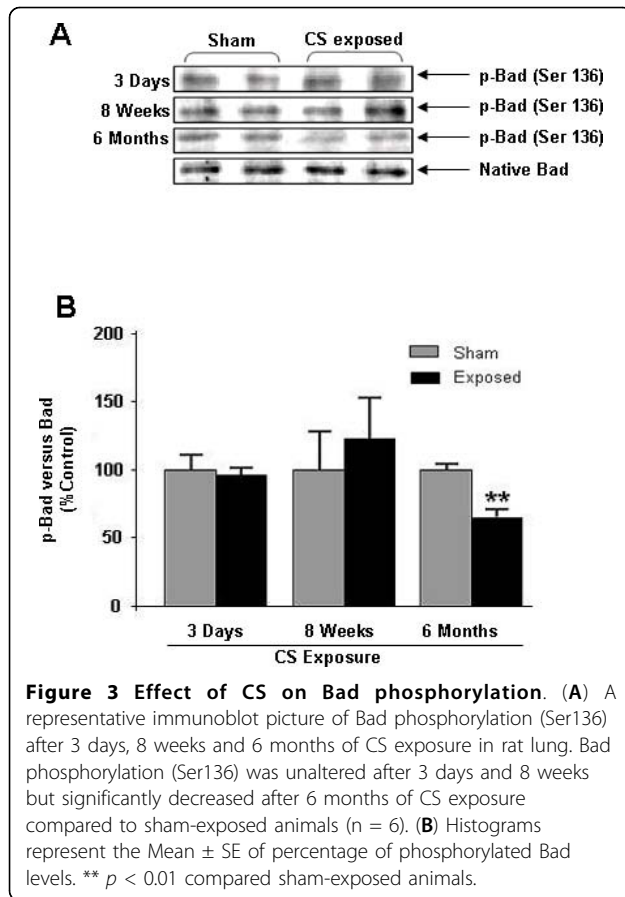 A
Sham CS exposed
3 Days p-Bad (Ser 136)
8 Weeks p-Bad (Ser 136)
6 Months p-Bad (Ser 136)
Native Bad
B
200
150
100
50
0
p-Bad versus Bad
(% Control)
Sham
Exposed
**
3 Days 8 Weeks 6 Months
CS Exposure
Figure 3 Effect of CS on Bad phosphorylation. (A) A
representative immunoblot picture of Bad phosphorylation (Ser136)
after 3 days, 8 weeks and 6 months of CS exposure in rat lung. Bad
phosphorylation (Ser136) was unaltered after 3 days and 8 weeks
but significantly decreased after 6 months of CS exposure
compared to sham-exposed animals (n = 6). (B) Histograms
represent the Mean ± SE of percentage of phosphorylated Bad
levels. ** p < 0.01 compared sham-exposed animals.